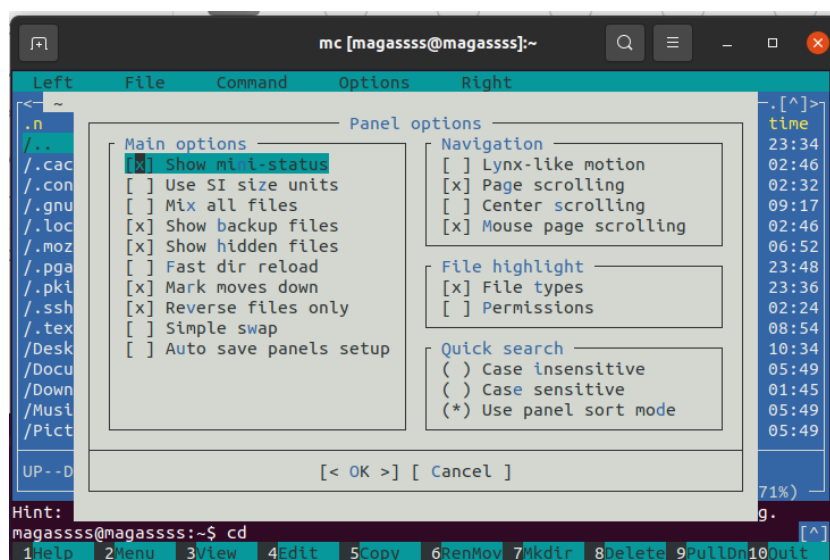 mc [magassss@magassss]:~
Left File Command Options Right
<─ ~ .[^]>
.n time
Panel options
/.. 23:34
/.cac 02:46
/.con 02:32
/.gnu 09:17
/.loc 02:46
/.moz 06:52
/.pga 23:48
/.pki 23:36
/.ssh 02:24
/.tex 08:54
/Desk 10:34
/Docu 05:49
/Down 01:45
/Musi 05:49
/Pict 05:49
Main options
[x] Show mini-status
[ ] Use SI size units
[ ] Mix all files
[x] Show backup files
[x] Show hidden files
[ ] Fast dir reload
[x] Mark moves down
[x] Reverse files only
[ ] Simple swap
[ ] Auto save panels setup
Navigation
[ ] Lynx-like motion
[x] Page scrolling
[ ] Center scrolling
[x] Mouse page scrolling
File highlight
[x] File types
[ ] Permissions
Quick search
( ) Case insensitive
( ) Case sensitive
(*) Use panel sort mode
[< OK >] [ Cancel ]
UP--D
71%)
Hint: g.
magassss@magassss:~$ cd [^]
1Help 2Menu 3View 4Edit 5Copy 6RenMov 7Mkdir 8Delete 9PullDn 10Quit